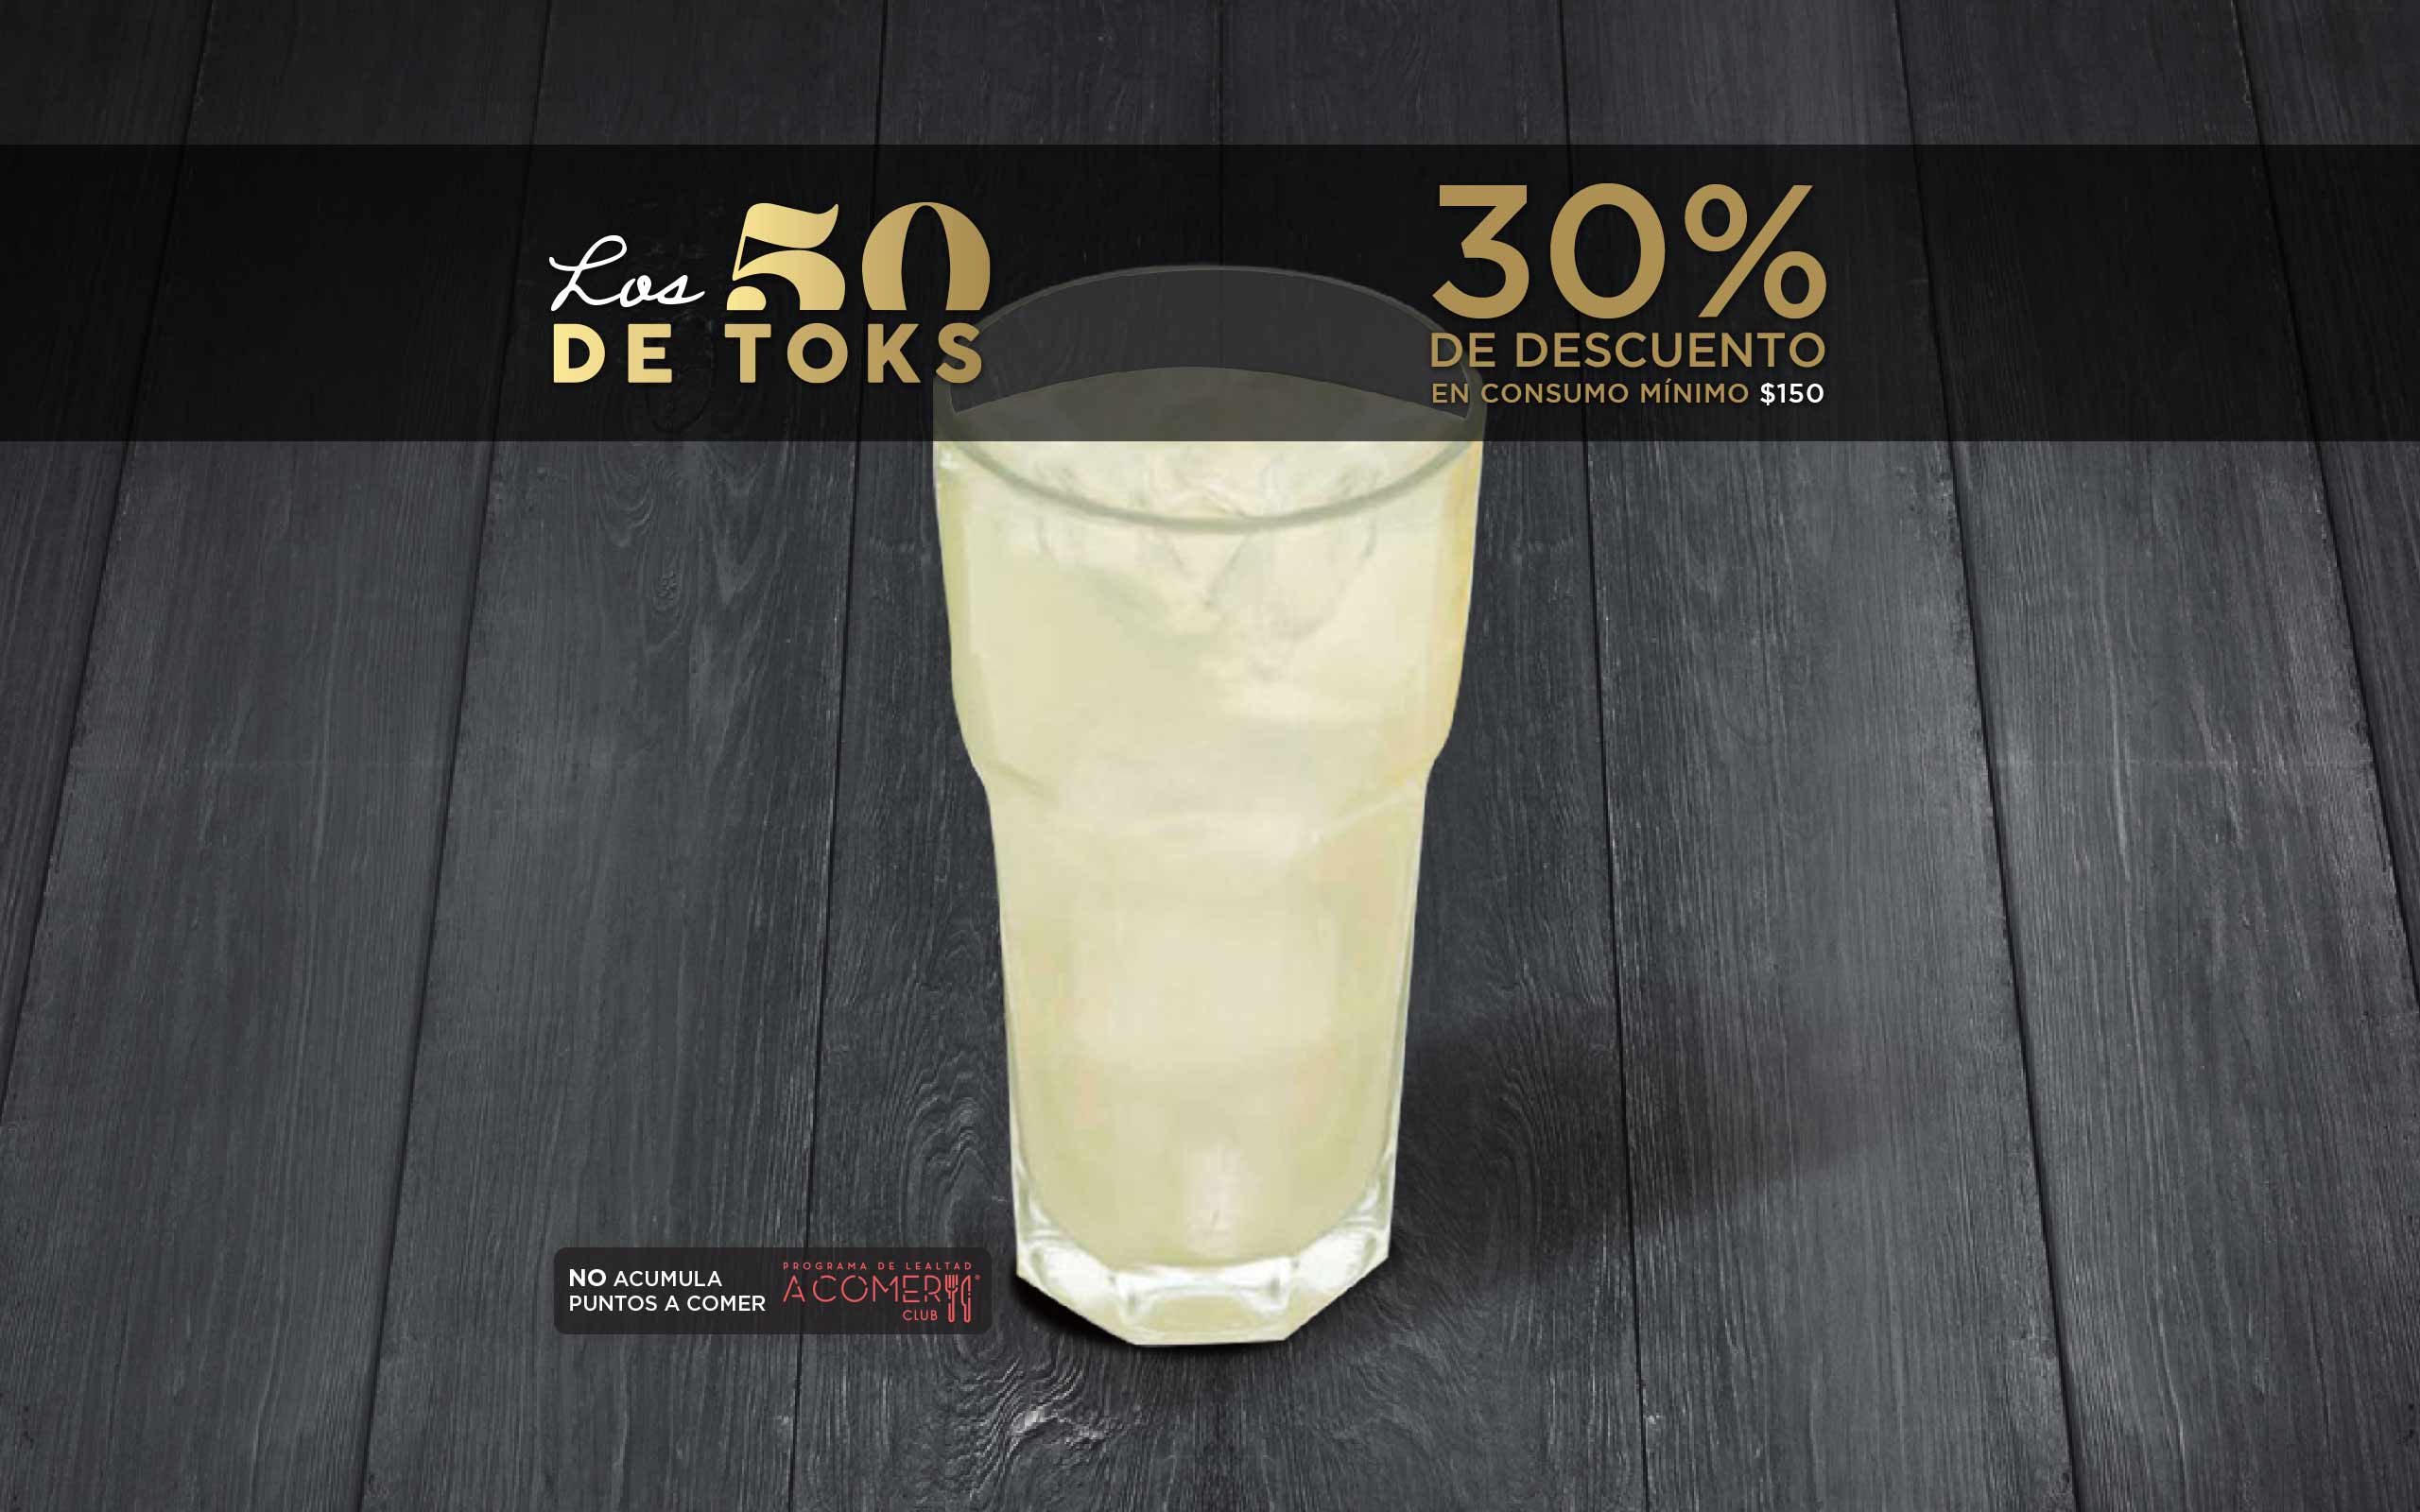 Los 50
DE TOKS
30%
DE DESCUENTO
EN CONSUMO MÍNIMO $150
NO ACUMULA
PUNTOS A COMER
PROGRAMA DE LEALTAD
A COMER®
CLUB